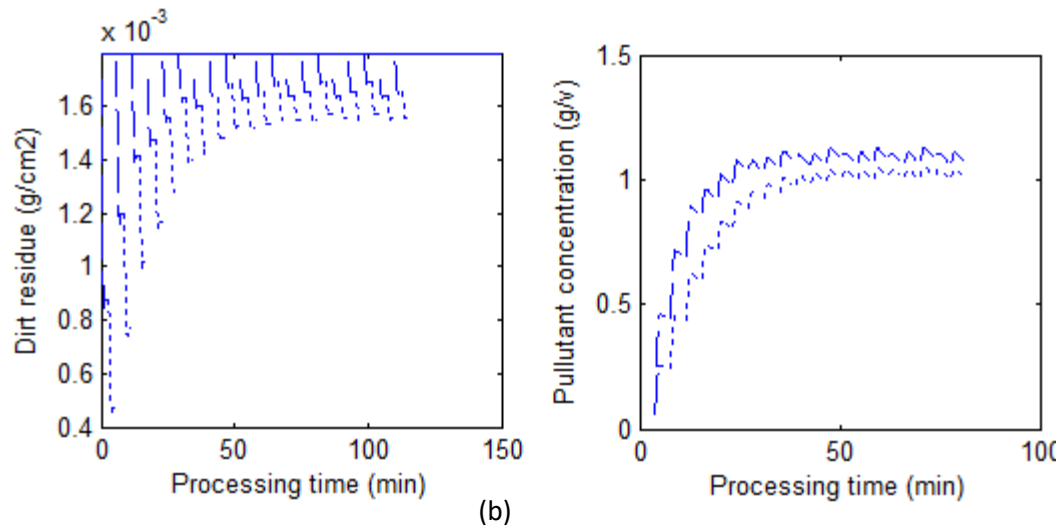 x 10^-3
1.6
1.4
1.2
1
0.8
0.6
0.4
0 50 100 150
Dirt residue (g/cm2)
Processing time (min)
1.5
1
0.5
0
0 50 100
Pullutant concentration (g/v)
Processing time (min)
(b)